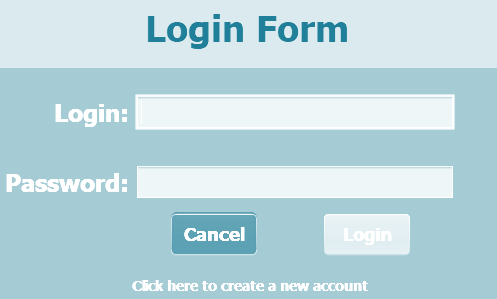 Login Form
Login:
Password:
Cancel Login
Click here to create a new account